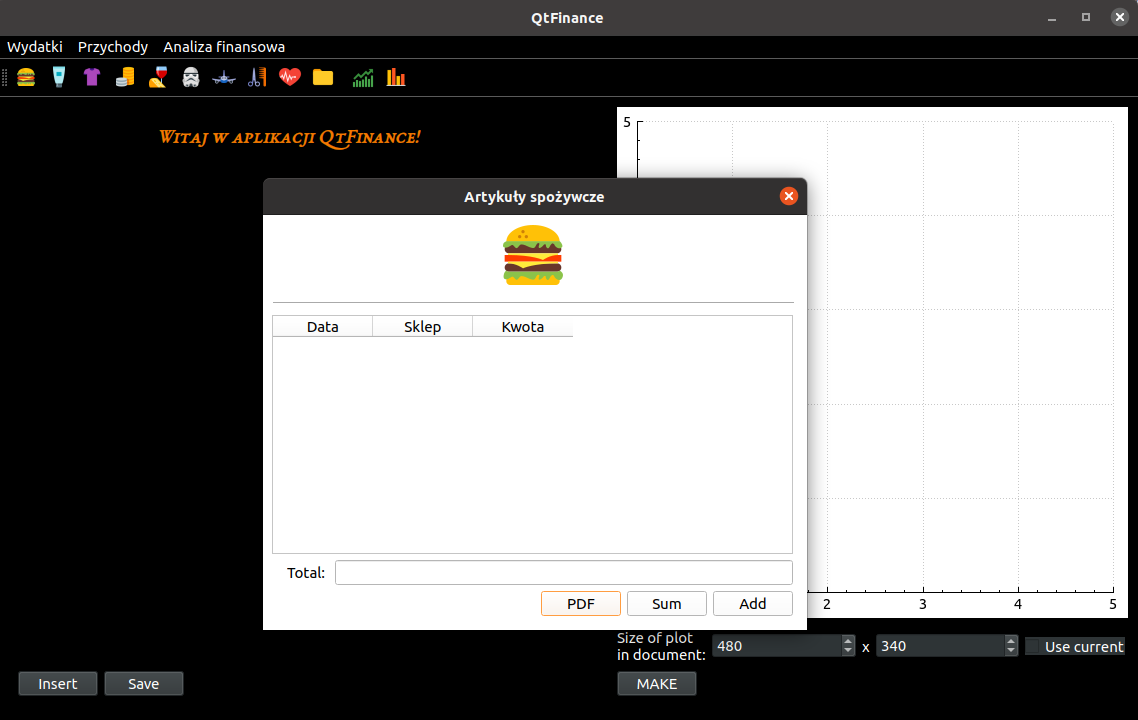 QtFinance
Wydatki Przychody Analiza finansowa
Witaj w aplikacji QtFinance!
5
Artykuły spożywcze
Data Sklep Kwota
Total:
PDF Sum Add
2 3 4 5
Size of plot
in document: 480 x 340 Use current
Insert Save MAKE